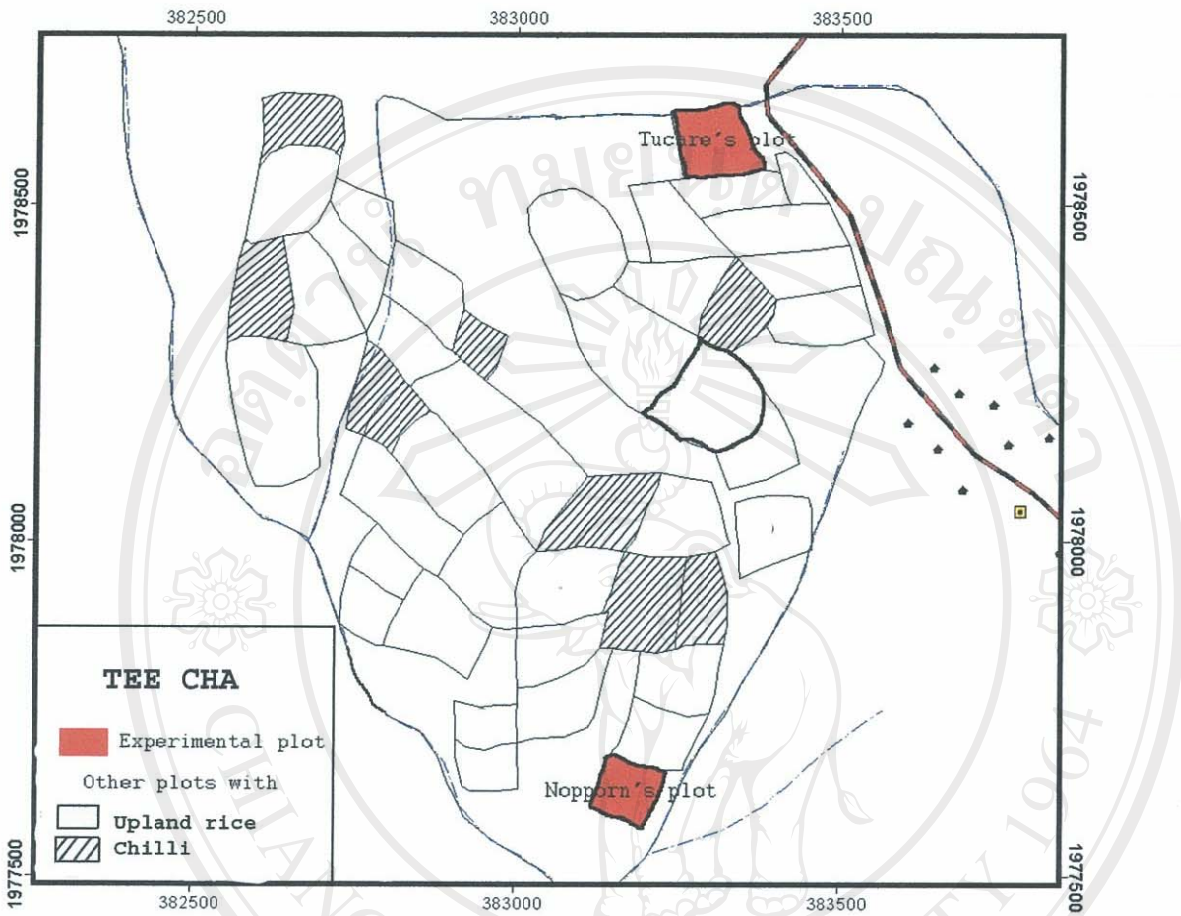 382500 383000 383500
Tucare's plot
1978500 1978500
1978000 1978000
TEE CHA
Experimental plot
Other plots with
Upland rice
Chilli
Nopporn's plot
1977500 1977500
382500 383000 383500
1964